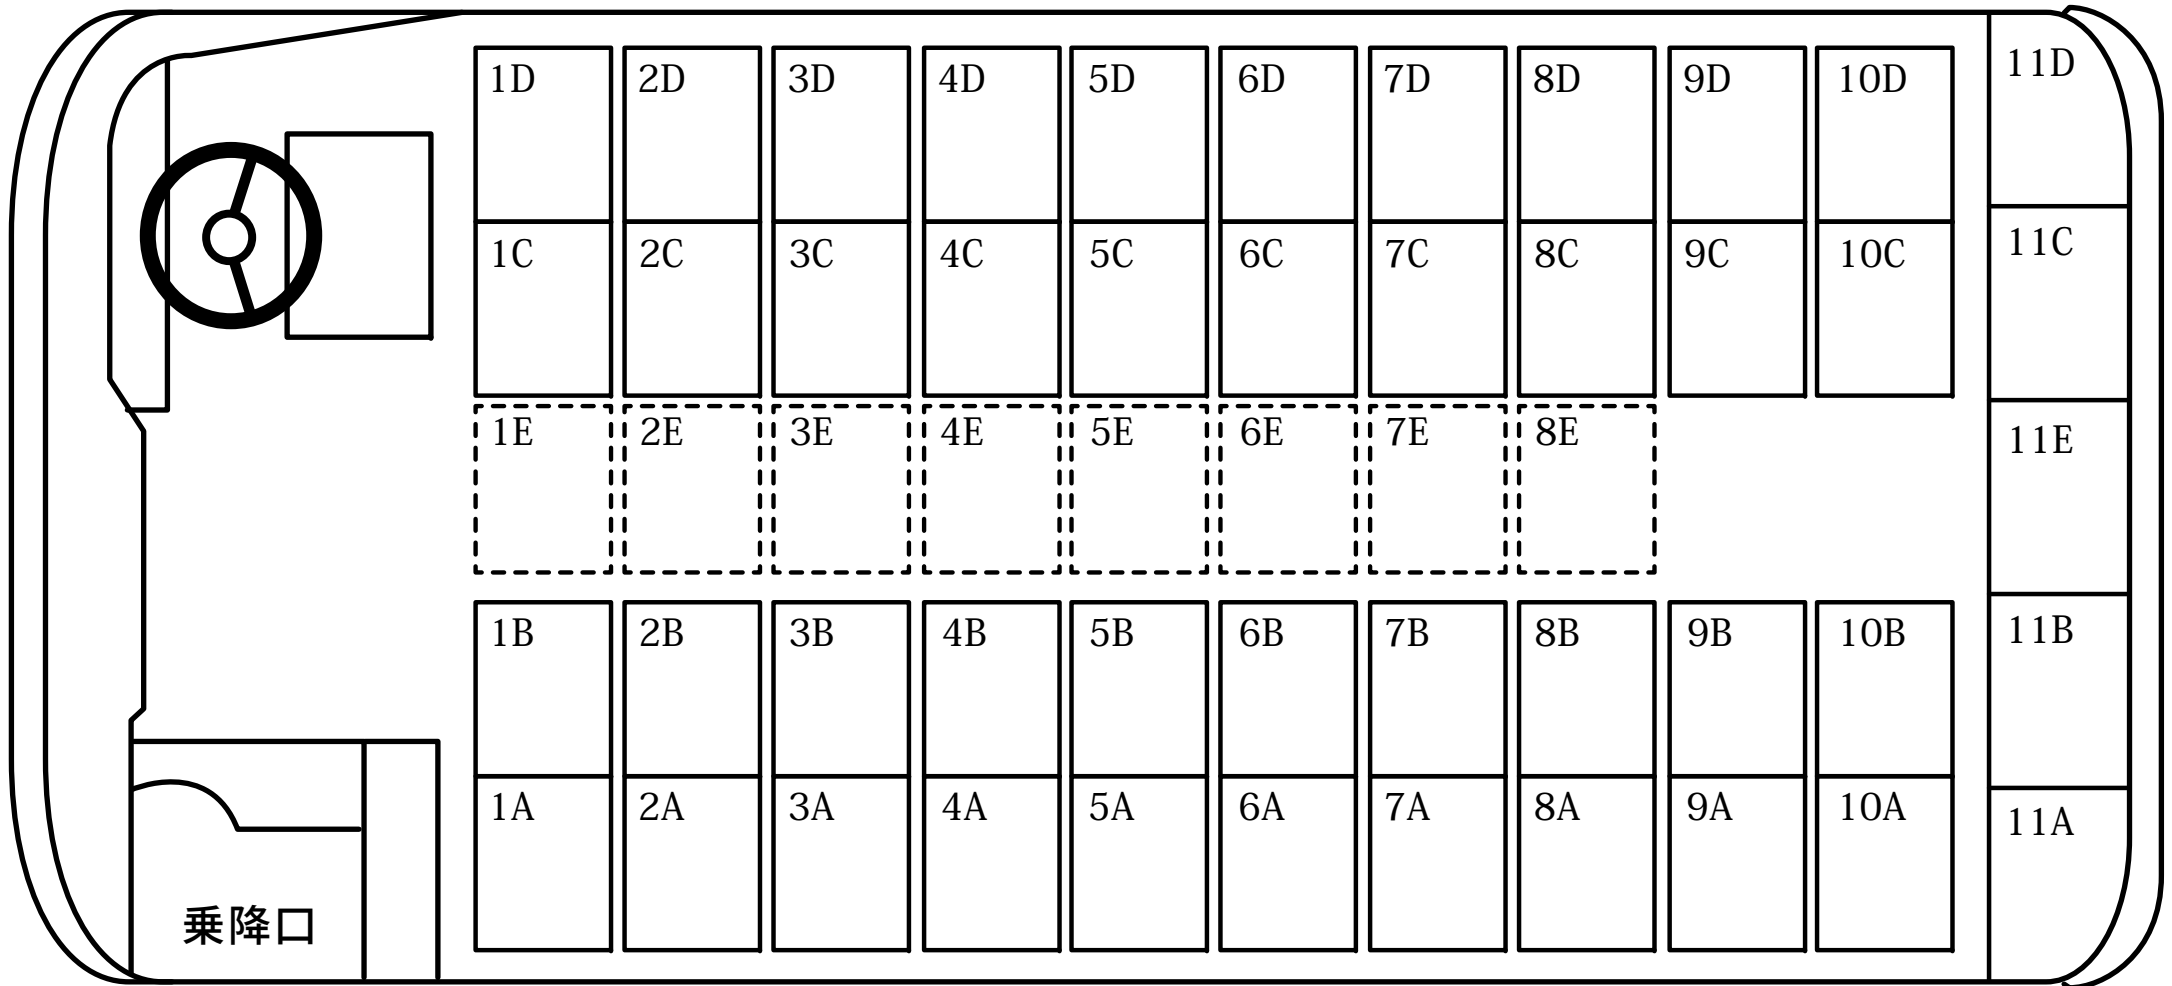 1D 2D 3D 4D 5D 6D 7D 8D 9D 10D 11D
1C 2C 3C 4C 5C 6C 7C 8C 9C 10C 11C
1E 2E 3E 4E 5E 6E 7E 8E 11E
1B 2B 3B 4B 5B 6B 7B 8B 9B 10B 11B
1A 2A 3A 4A 5A 6A 7A 8A 9A 10A 11A
乗降口